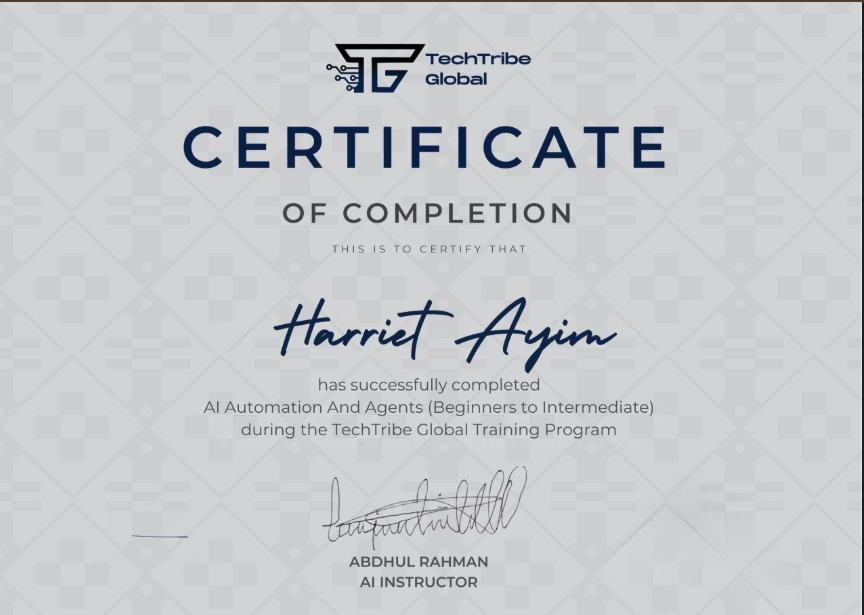 TechTribe
Global
CERTIFICATE
OF COMPLETION
THIS IS TO CERTIFY THAT
Harriet Ayim
has successfully completed
AI Automation And Agents (Beginners to Intermediate)
during the TechTribe Global Training Program
ABDHUL RAHMAN
AI INSTRUCTOR